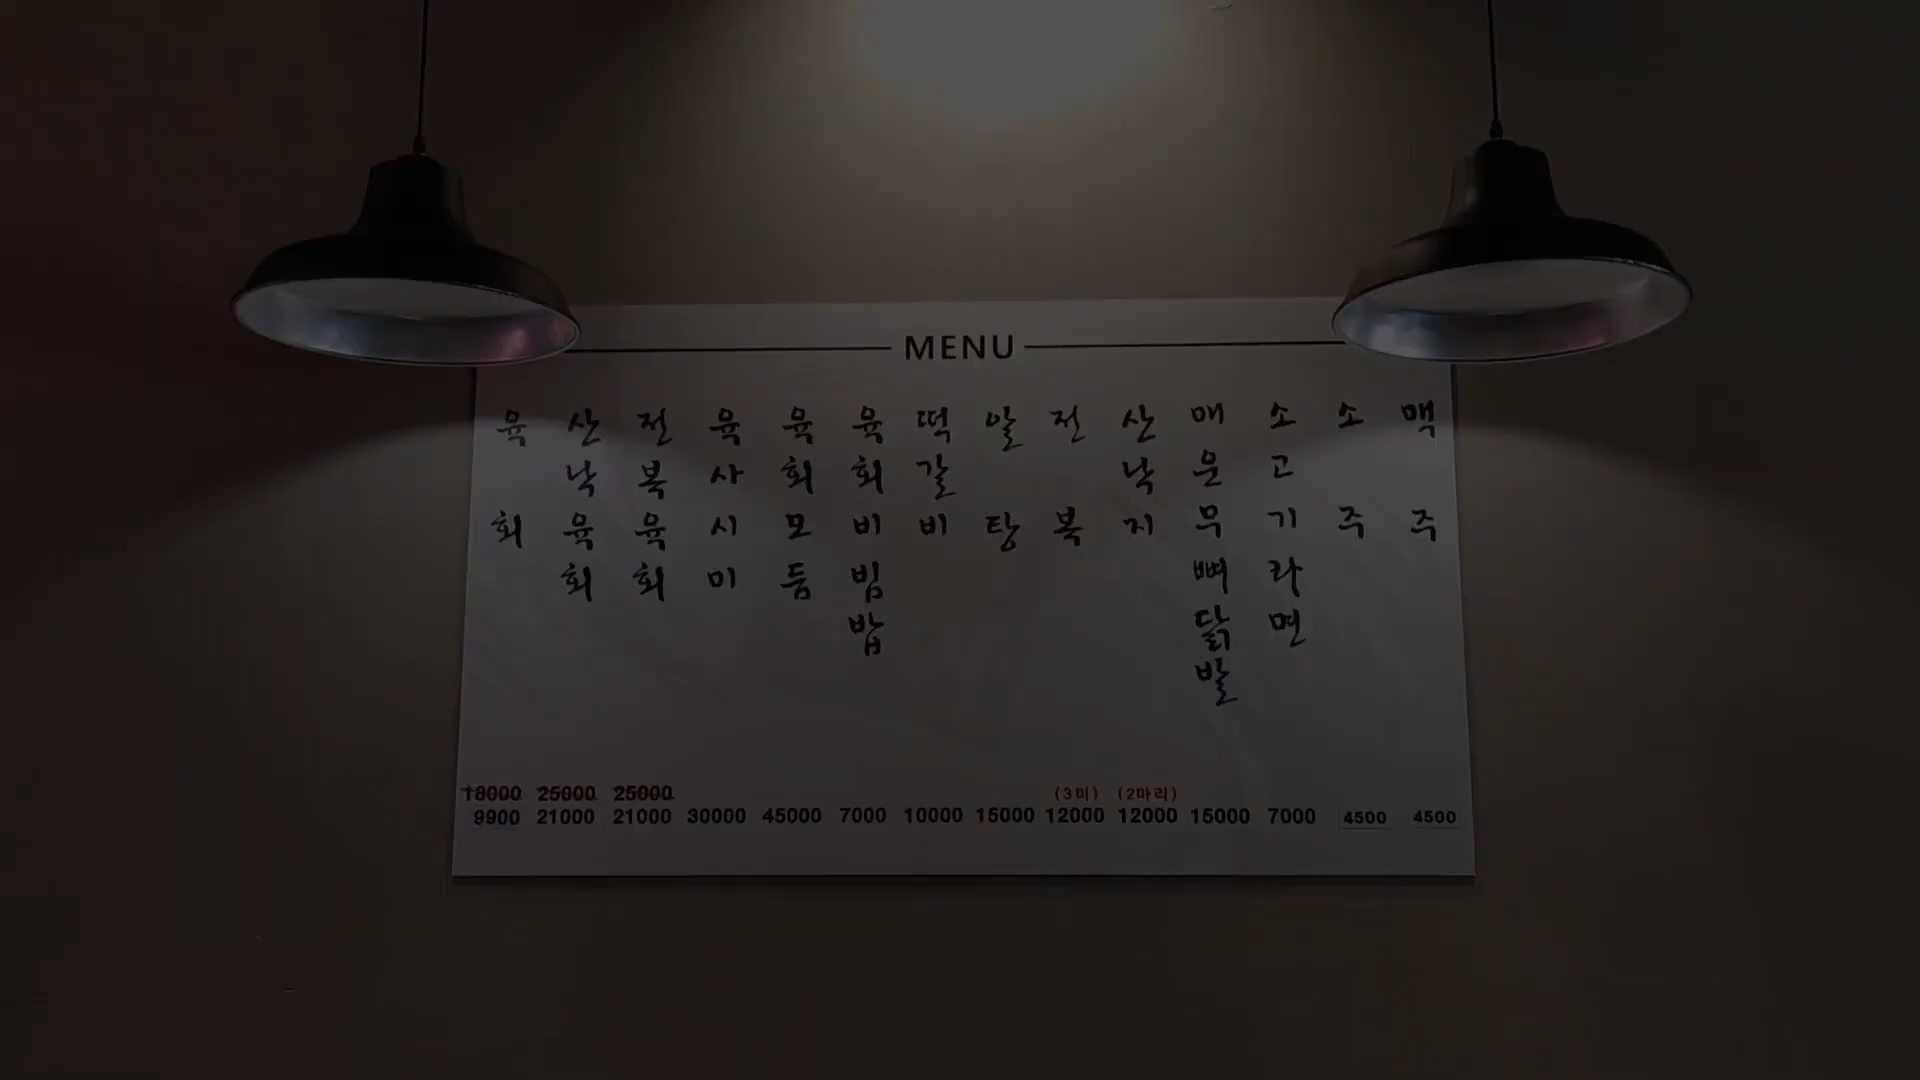 MENU
육회
산낙육회
전복육회
육사시미
육회모듬
육회비빔밥
떡갈비
알탕
전복
산낙지
매운무뼈닭발
소고기라면
소주
맥주
18000 25000 25000 (3미) (2마리)
9900 21000 21000 30000 45000 7000 10000 15000 12000 12000 15000 7000 4500 4500